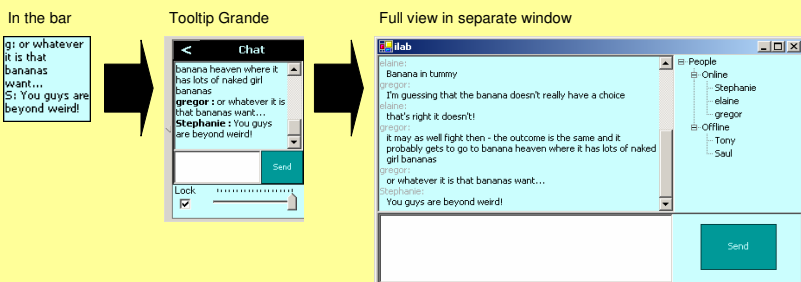 In the bar
Tooltip Grande
Full view in separate window
g: or whatever
it is that
bananas
want...
S: You guys are
beyond weird!
< Chat
banana heaven where it
has lots of naked girl
bananas
gregor : or whatever it is
that bananas want...
Stephanie : You guys
are beyond weird!
Send
Lock
ilab
elaine:
Banana in tummy
gregor:
I'm guessing that the banana doesn't really have a choice
elaine:
that's right it doesn't!
gregor:
it may as well fight then - the outcome is the same and it
probably gets to go to banana heaven where it has lots of naked
girl bananas
gregor:
or whatever it is that bananas want...
Stephanie:
You guys are beyond weird!
People
Online
Stephanie
elaine
gregor
Offline
Tony
Saul
Send